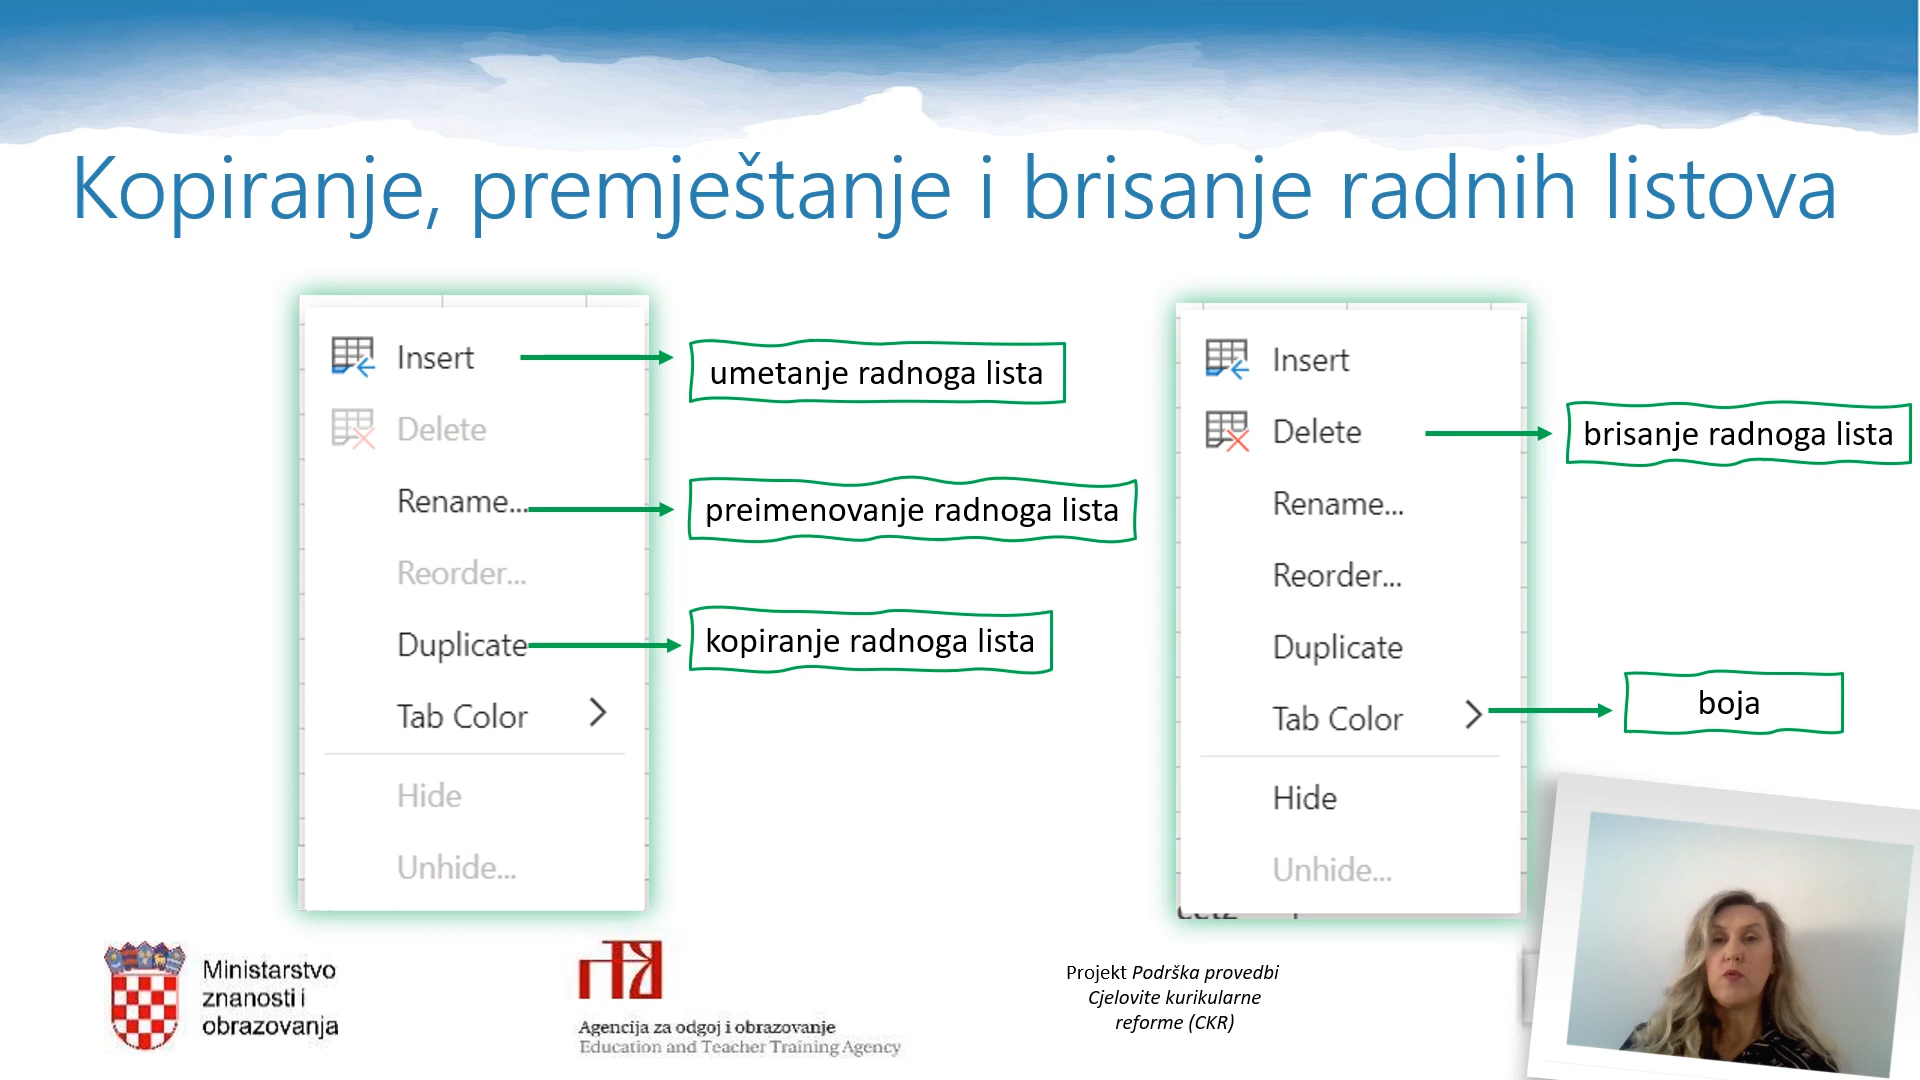 Kopiranje, premještanje i brisanje radnih listova
Insert
Delete
Rename...
Reorder...
Duplicate
Tab Color
Hide
Unhide...
umetanje radnoga lista
preimenovanje radnoga lista
kopiranje radnoga lista
Insert
Delete
Rename...
Reorder...
Duplicate
Tab Color
Hide
Unhide...
brisanje radnoga lista
boja
Ministarstvo
znanosti i
obrazovanja
Agencija za odgoj i obrazovanje
Education and Teacher Training Agency
Projekt Podrška provedbi
Cjelovite kurikularne
reforme (CKR)